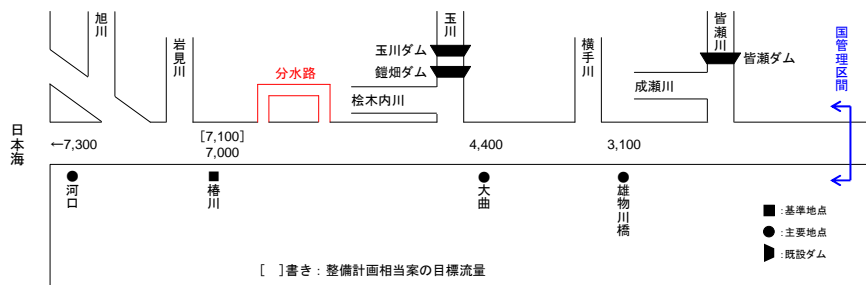 旭川
岩見川
分水路
玉川
玉川ダム
鎧畑ダム
桧木内川
横手川
皆瀬川
皆瀬ダム
成瀬川
国管理区間
日本海
←7,300
[7,100]
7,000
4,400
3,100
河口
椿川
大曲
雄物川橋
■:基準地点
●:主要地点
:既設ダム
[ ]書き:整備計画相当案の目標流量